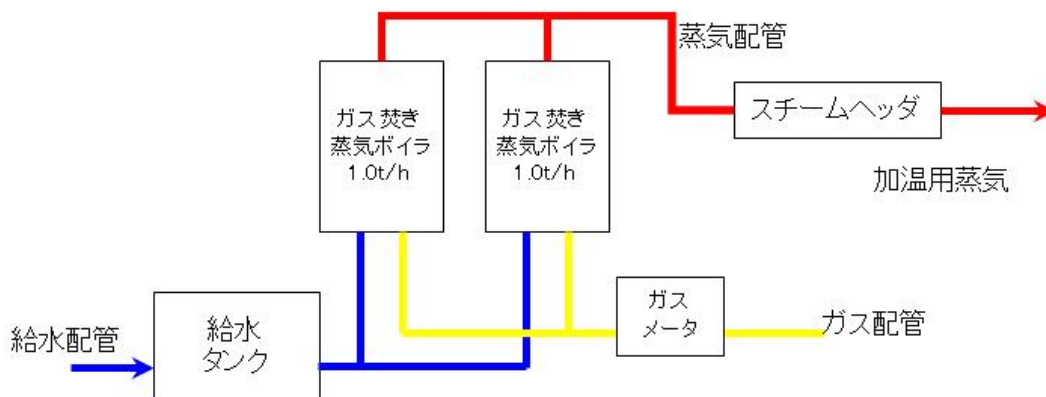 蒸気配管
ガス焚き
蒸気ボイラ
1.0t/h
ガス焚き
蒸気ボイラ
1.0t/h
スチームヘッダ
加温用蒸気
ガス
メータ
ガス配管
給水配管
給水
タンク